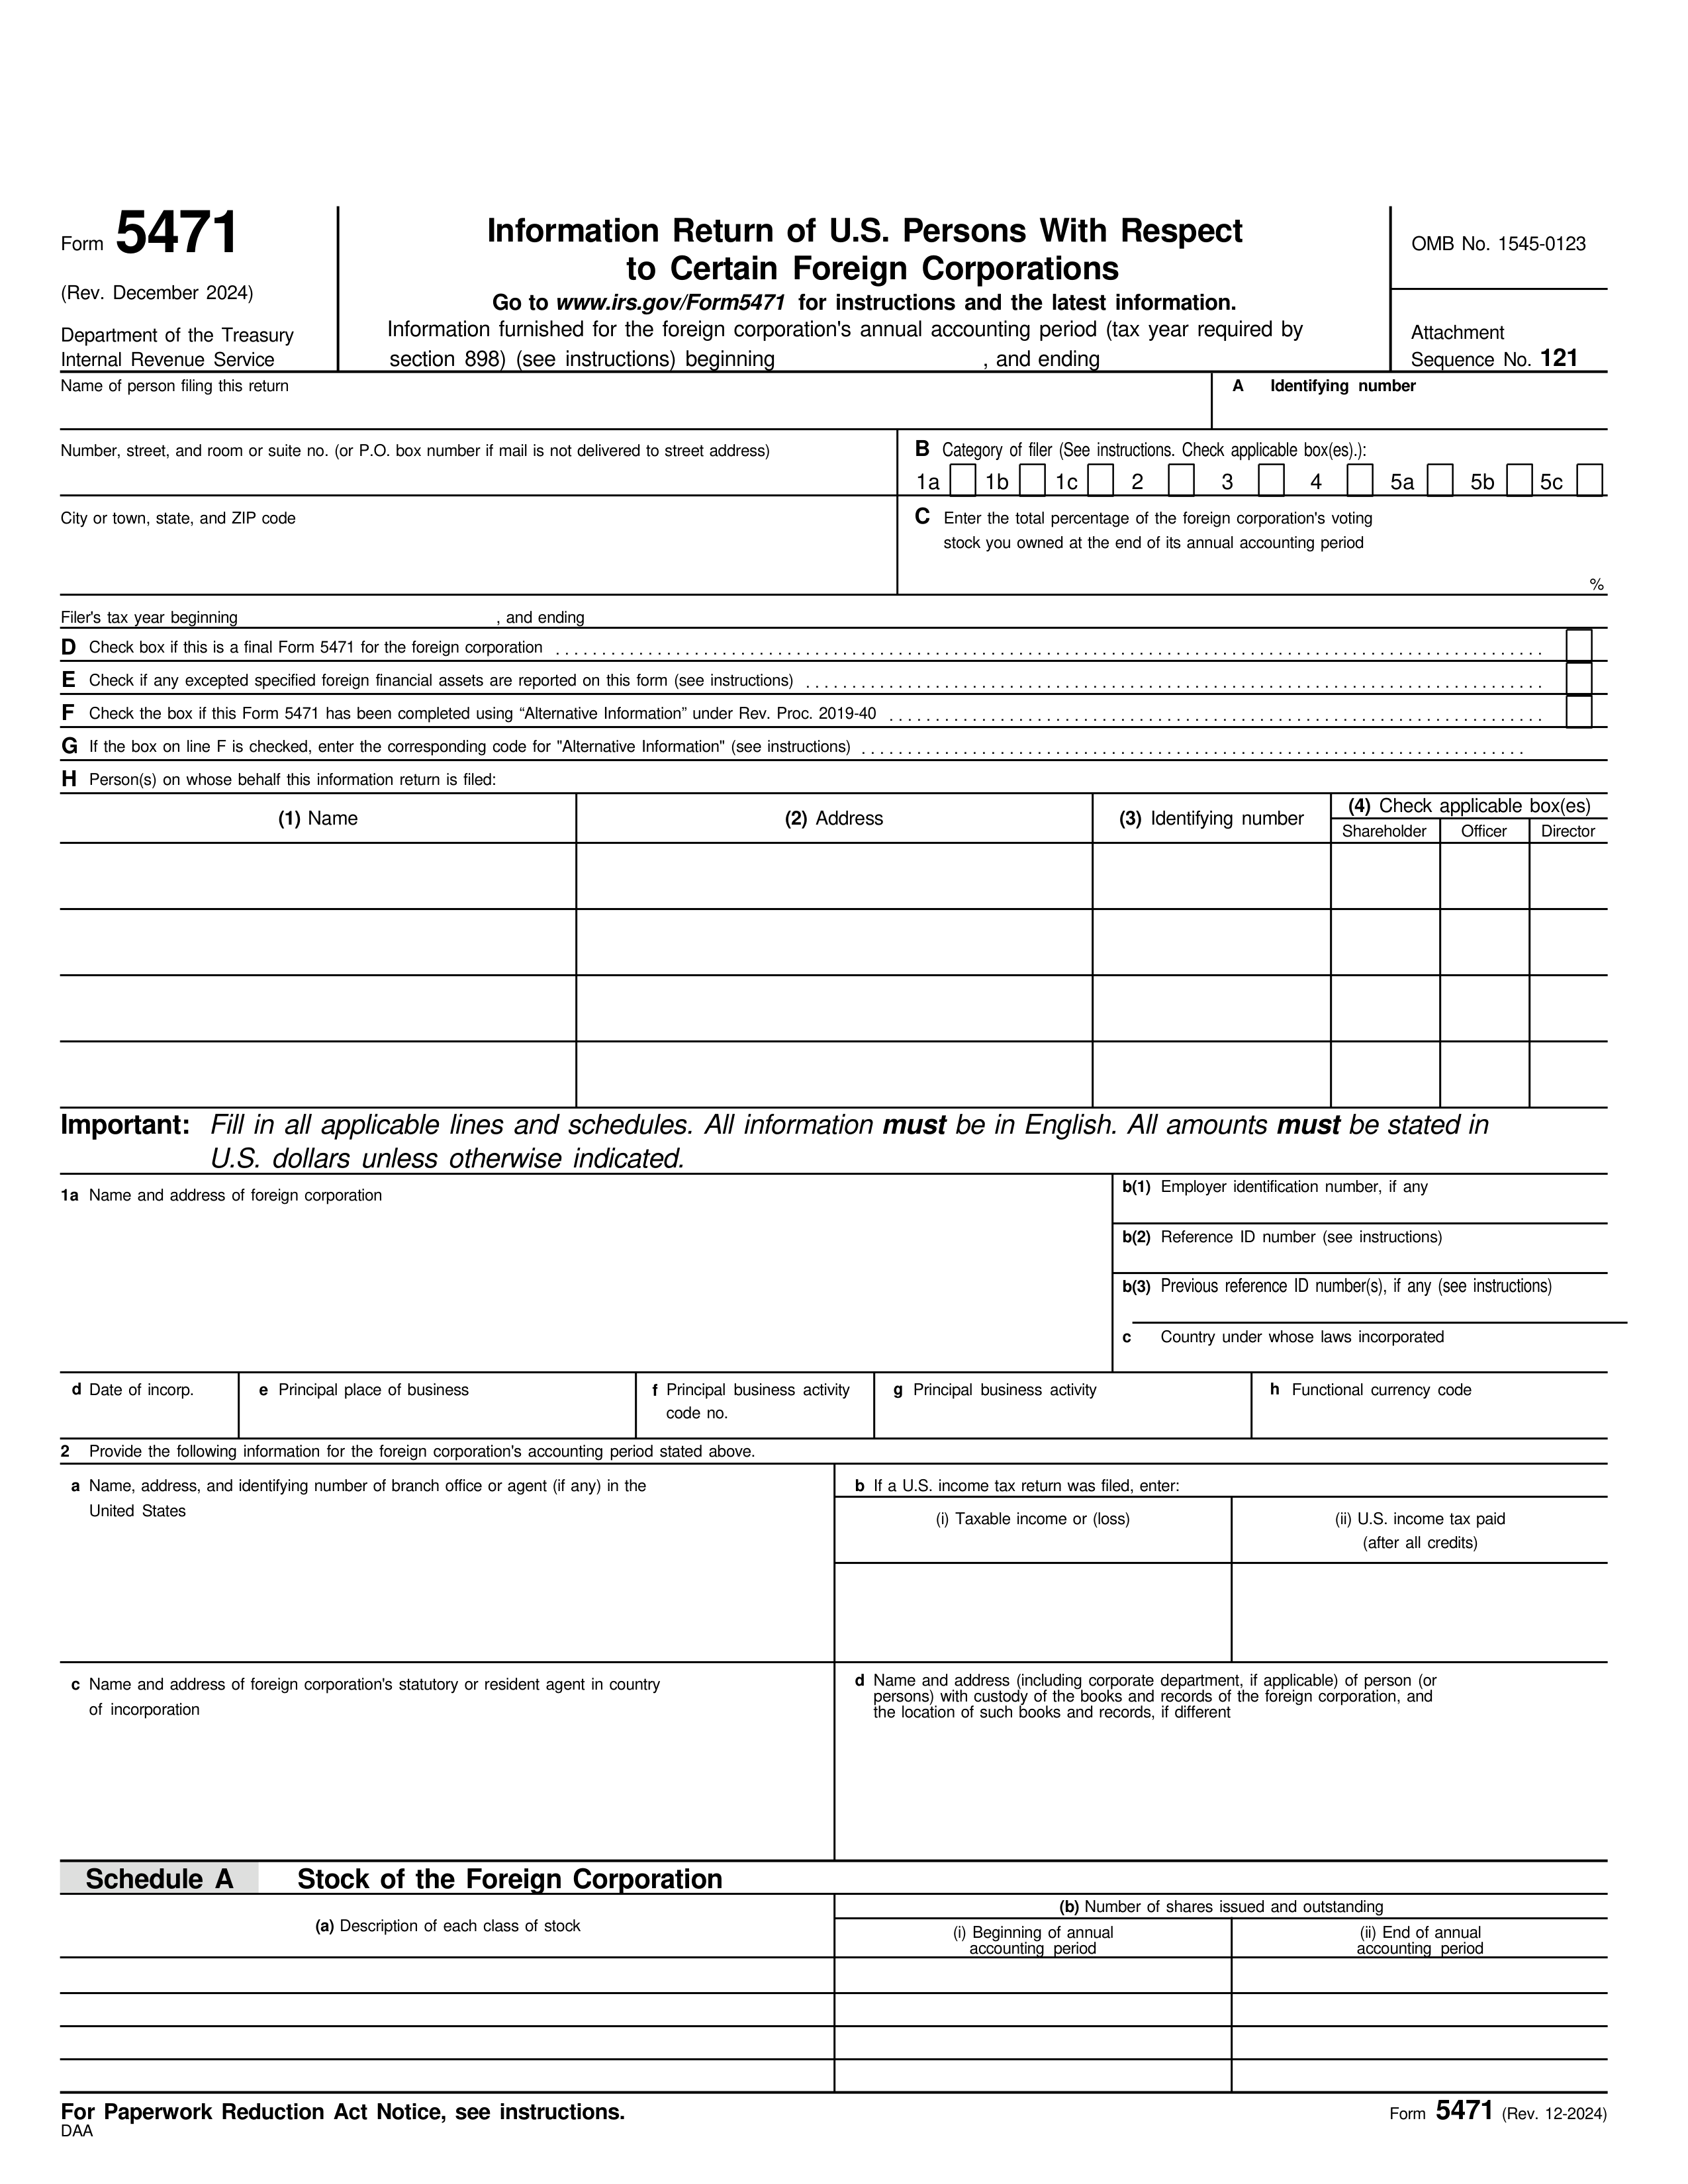 Form 5471
(Rev. December 2024)
Department of the Treasury
Internal Revenue Service
Information Return of U.S. Persons With Respect
to Certain Foreign Corporations
Go to www.irs.gov/Form5471 for instructions and the latest information.
Information furnished for the foreign corporation's annual accounting period (tax year required by
section 898) (see instructions) beginning , and ending
OMB No. 1545-0123
Attachment
Sequence No. 121
Name of person filing this return
A Identifying number
Number, street, and room or suite no. (or P.O. box number if mail is not delivered to street address)
B Category of filer (See instructions. Check applicable box(es).):
1a 1b 1c 2 3 4 5a 5b 5c
City or town, state, and ZIP code
C Enter the total percentage of the foreign corporation's voting
stock you owned at the end of its annual accounting period
%
Filer's tax year beginning , and ending
D Check box if this is a final Form 5471 for the foreign corporation
E Check if any excepted specified foreign financial assets are reported on this form (see instructions)
F Check the box if this Form 5471 has been completed using “Alternative Information” under Rev. Proc. 2019-40
G If the box on line F is checked, enter the corresponding code for "Alternative Information" (see instructions)
H Person(s) on whose behalf this information return is filed:
(1) Name
(2) Address
(3) Identifying number
(4) Check applicable box(es)
Shareholder Officer Director
Important: Fill in all applicable lines and schedules. All information must be in English. All amounts must be stated in
U.S. dollars unless otherwise indicated.
1a Name and address of foreign corporation
b(1) Employer identification number, if any
b(2) Reference ID number (see instructions)
b(3) Previous reference ID number(s), if any (see instructions)
c Country under whose laws incorporated
d Date of incorp.
e Principal place of business
f Principal business activity
code no.
g Principal business activity
h Functional currency code
2 Provide the following information for the foreign corporation's accounting period stated above.
a Name, address, and identifying number of branch office or agent (if any) in the
United States
b If a U.S. income tax return was filed, enter:
(i) Taxable income or (loss)
(ii) U.S. income tax paid
(after all credits)
c Name and address of foreign corporation's statutory or resident agent in country
of incorporation
d Name and address (including corporate department, if applicable) of person (or
persons) with custody of the books and records of the foreign corporation, and
the location of such books and records, if different
Schedule A Stock of the Foreign Corporation
(a) Description of each class of stock
(b) Number of shares issued and outstanding
(i) Beginning of annual
accounting period
(ii) End of annual
accounting period
For Paperwork Reduction Act Notice, see instructions.
DAA
Form 5471 (Rev. 12-2024)